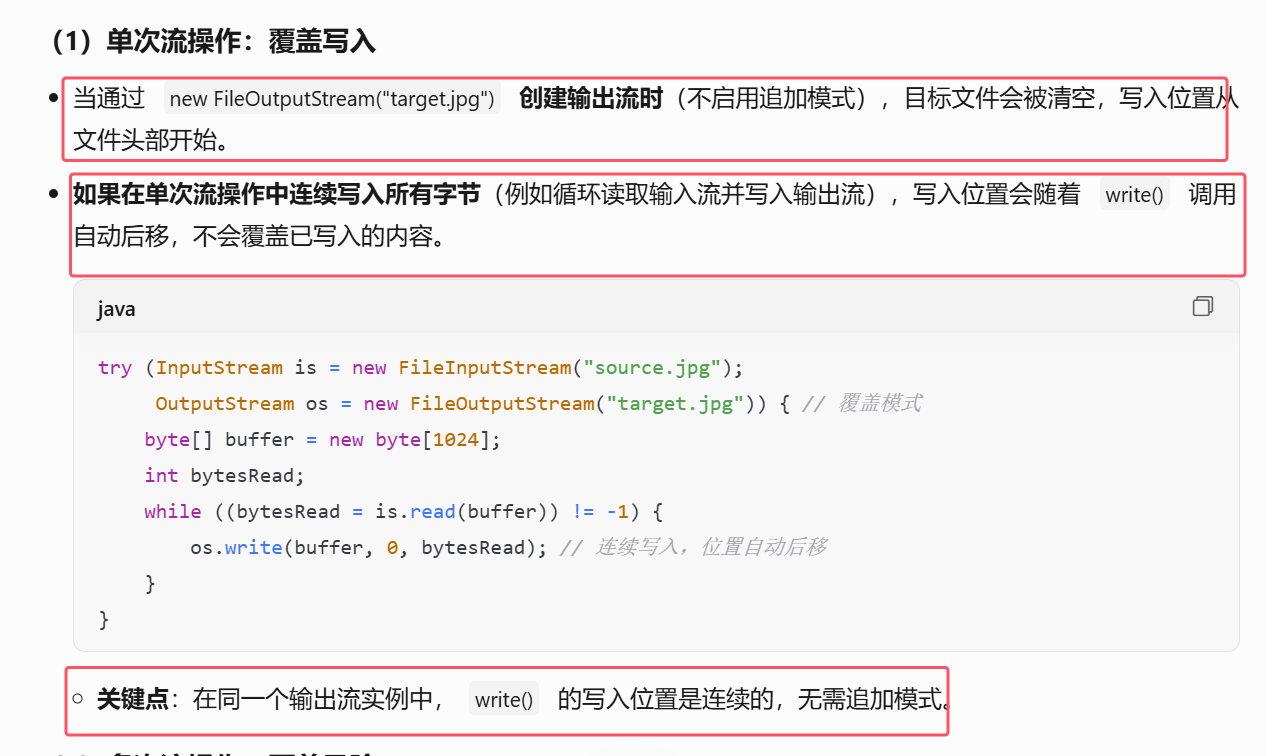 （1）单次流操作：覆盖写入
当通过 new FileOutputStream("target.jpg") 创建输出流时（不启用追加模式），目标文件会被清空，写入位置从
文件头部开始。
如果在单次流操作中连续写入所有字节（例如循环读取输入流并写入输出流），写入位置会随着 write() 调用
自动后移，不会覆盖已写入的内容。
java
try (InputStream is = new FileInputStream("source.jpg");
OutputStream os = new FileOutputStream("target.jpg")) { // 覆盖模式
byte[] buffer = new byte[1024];
int bytesRead;
while ((bytesRead = is.read(buffer)) != -1) {
os.write(buffer, 0, bytesRead); // 连续写入，位置自动后移
}
}
关键点：在同一个输出流实例中， write() 的写入位置是连续的，无需追加模式。